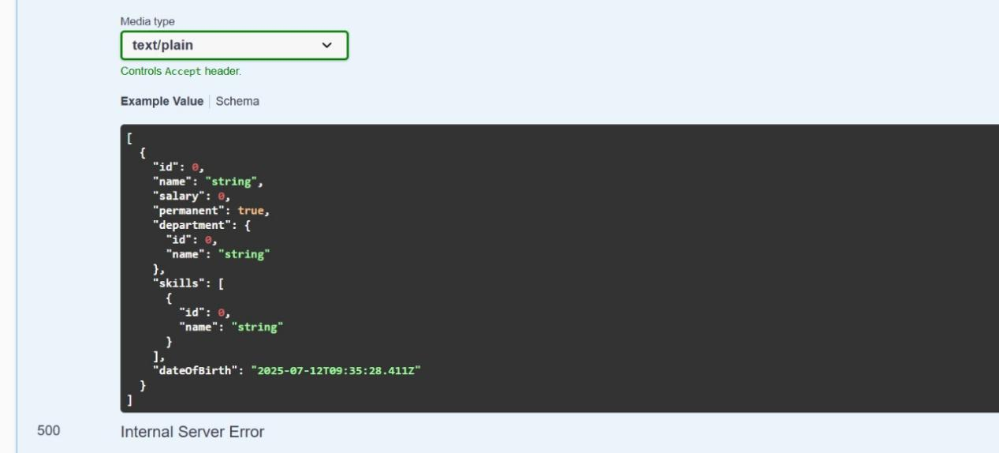 Media type
text/plain
Controls Accept header.
Example Value Schema
[
  {
    "id": 0,
    "name": "string",
    "salary": 0,
    "permanent": true,
    "department": {
      "id": 0,
      "name": "string"
    },
    "skills": [
      {
        "id": 0,
        "name": "string"
      }
    ],
    "dateOfBirth": "2025-07-12T09:35:28.411Z"
  }
]
500 Internal Server Error